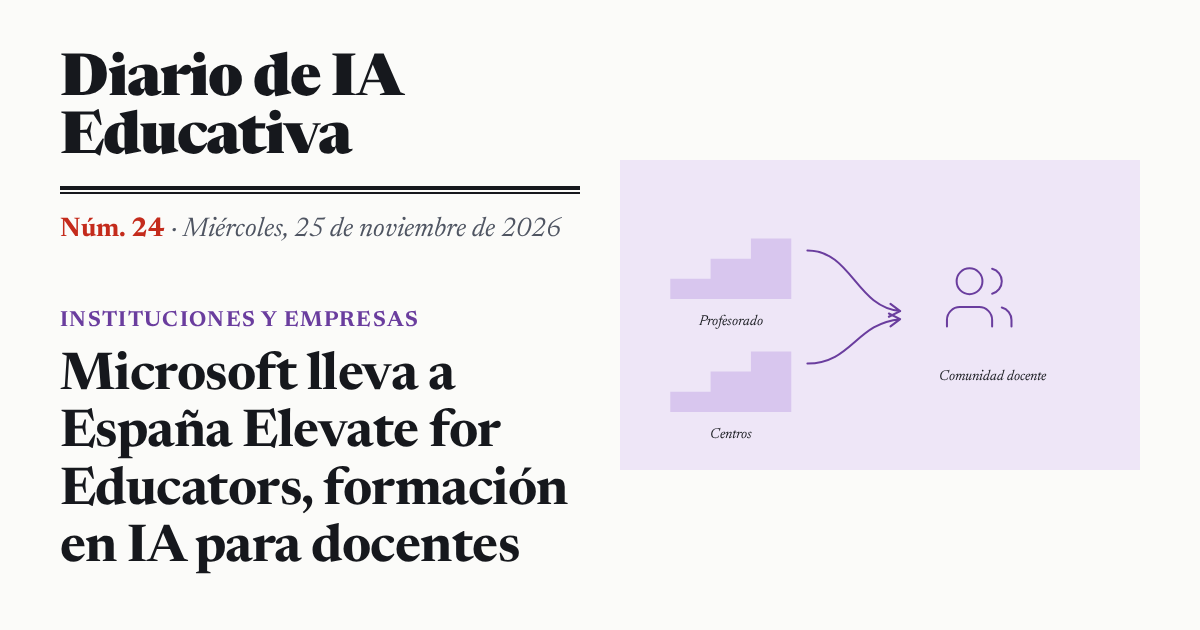 Diario de IA
Educativa
Núm. 24 · Miércoles, 25 de noviembre de 2026
INSTITUCIONES Y EMPRESAS
Microsoft lleva a
España Elevate for
Educators, formación
en IA para docentes
Profesorado
Centros
Comunidad docente